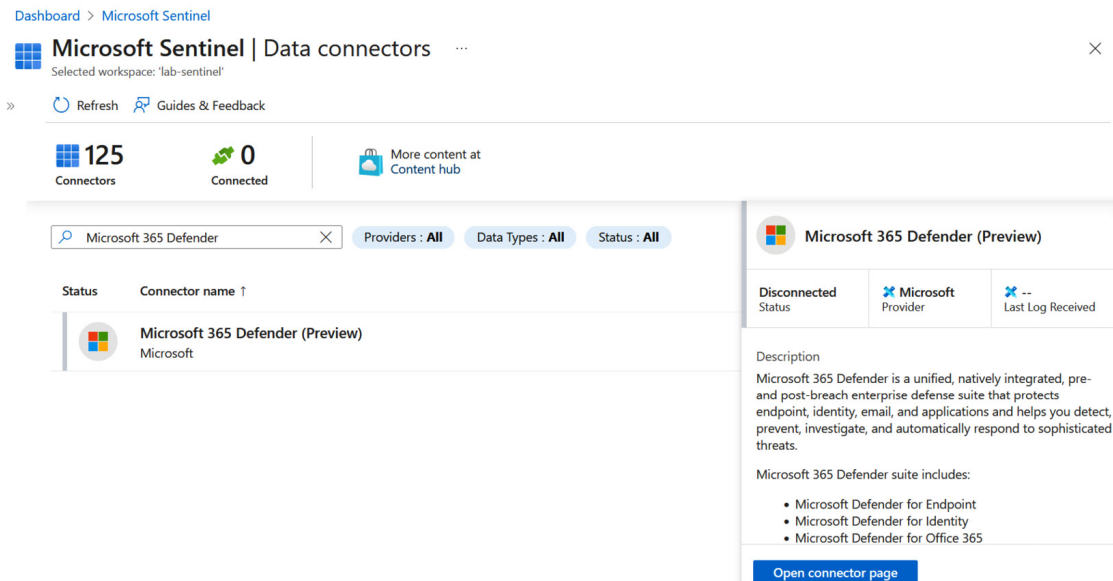 Dashboard > Microsoft Sentinel
Microsoft Sentinel | Data connectors ...
Selected workspace: 'lab-sentinel'
» Refresh Guides & Feedback
125 0 More content at
Connectors Connected Content hub
Microsoft 365 Defender Providers : All Data Types : All Status : All
Status Connector name ↑
Microsoft 365 Defender (Preview)
Microsoft
Microsoft 365 Defender (Preview)
Disconnected Microsoft --
Status Provider Last Log Received
Description
Microsoft 365 Defender is a unified, natively integrated, pre-
and post-breach enterprise defense suite that protects
endpoint, identity, email, and applications and helps you detect,
prevent, investigate, and automatically respond to sophisticated
threats.
Microsoft 365 Defender suite includes:
• Microsoft Defender for Endpoint
• Microsoft Defender for Identity
• Microsoft Defender for Office 365
Open connector page